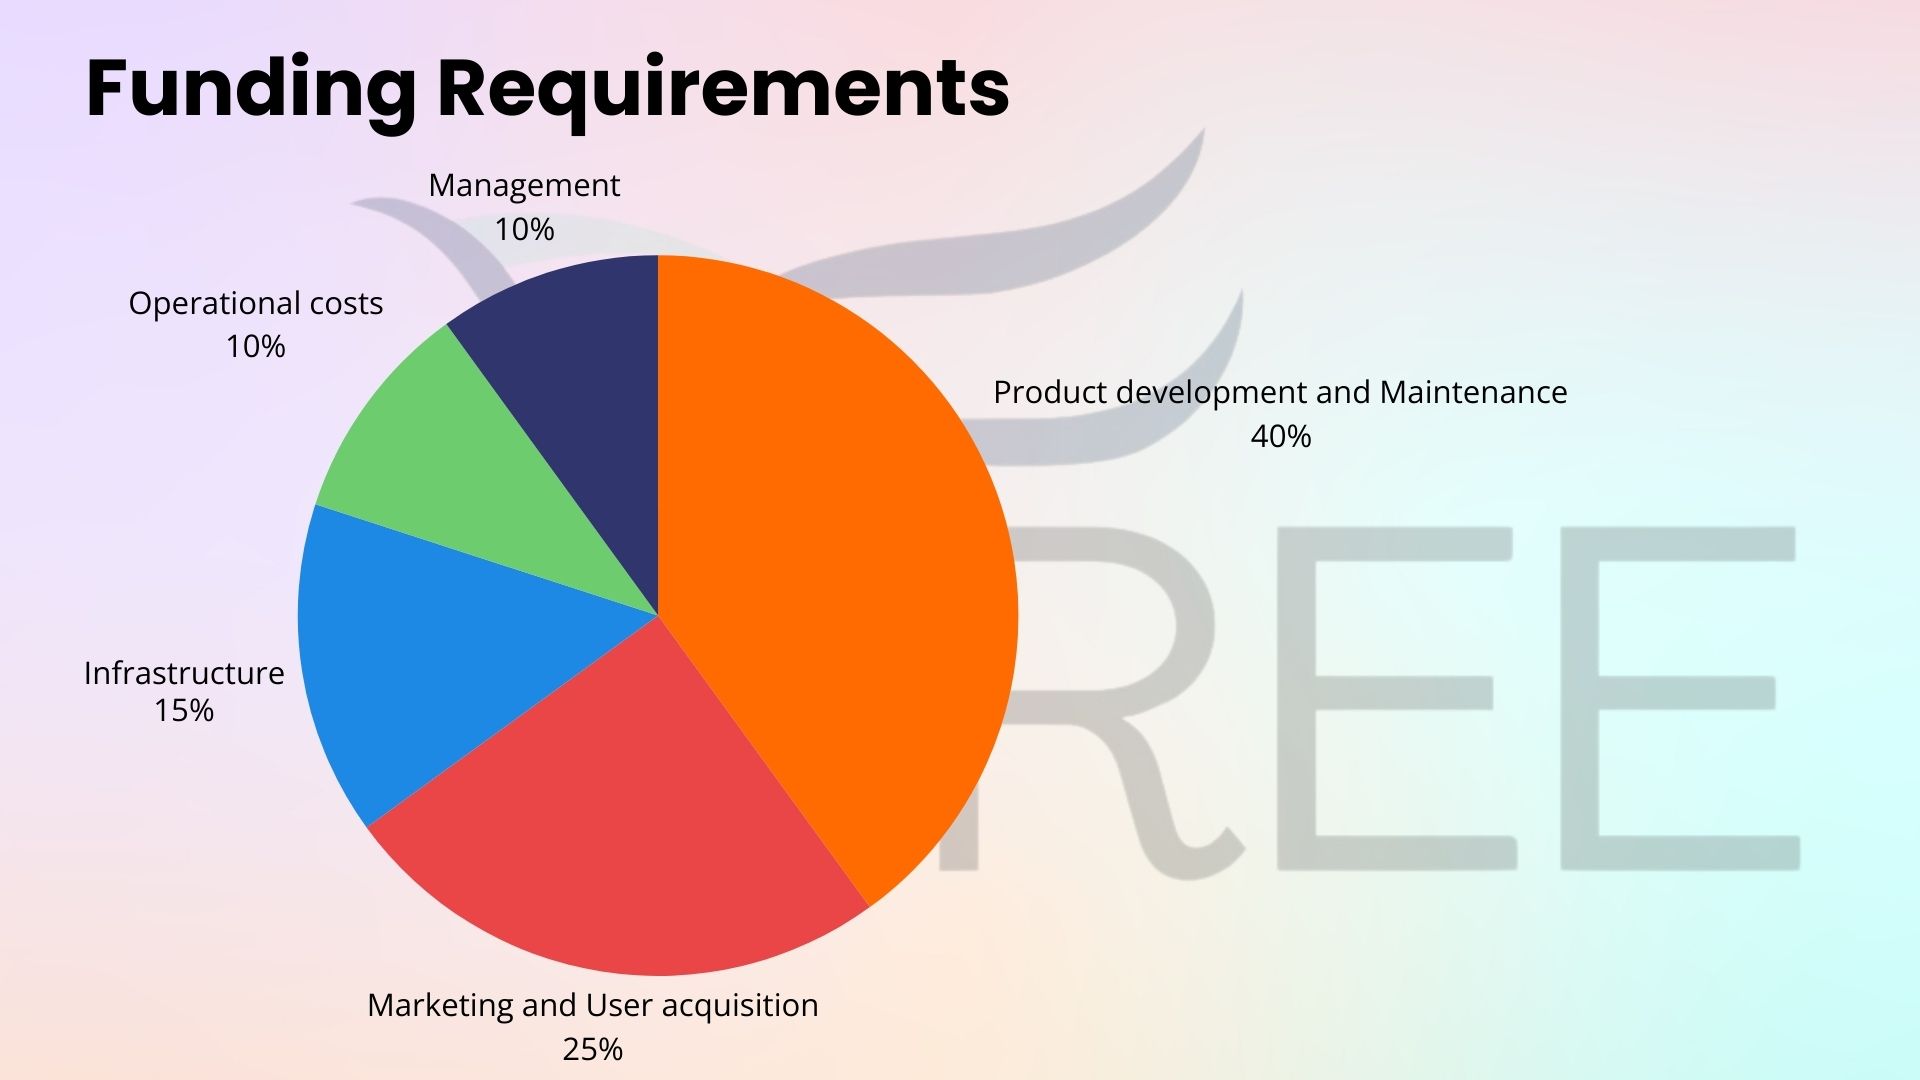 Funding Requirements
Management
10%
Operational costs
10%
Product development and Maintenance
40%
REE
Infrastructure
15%
Marketing and User acquisition
25%